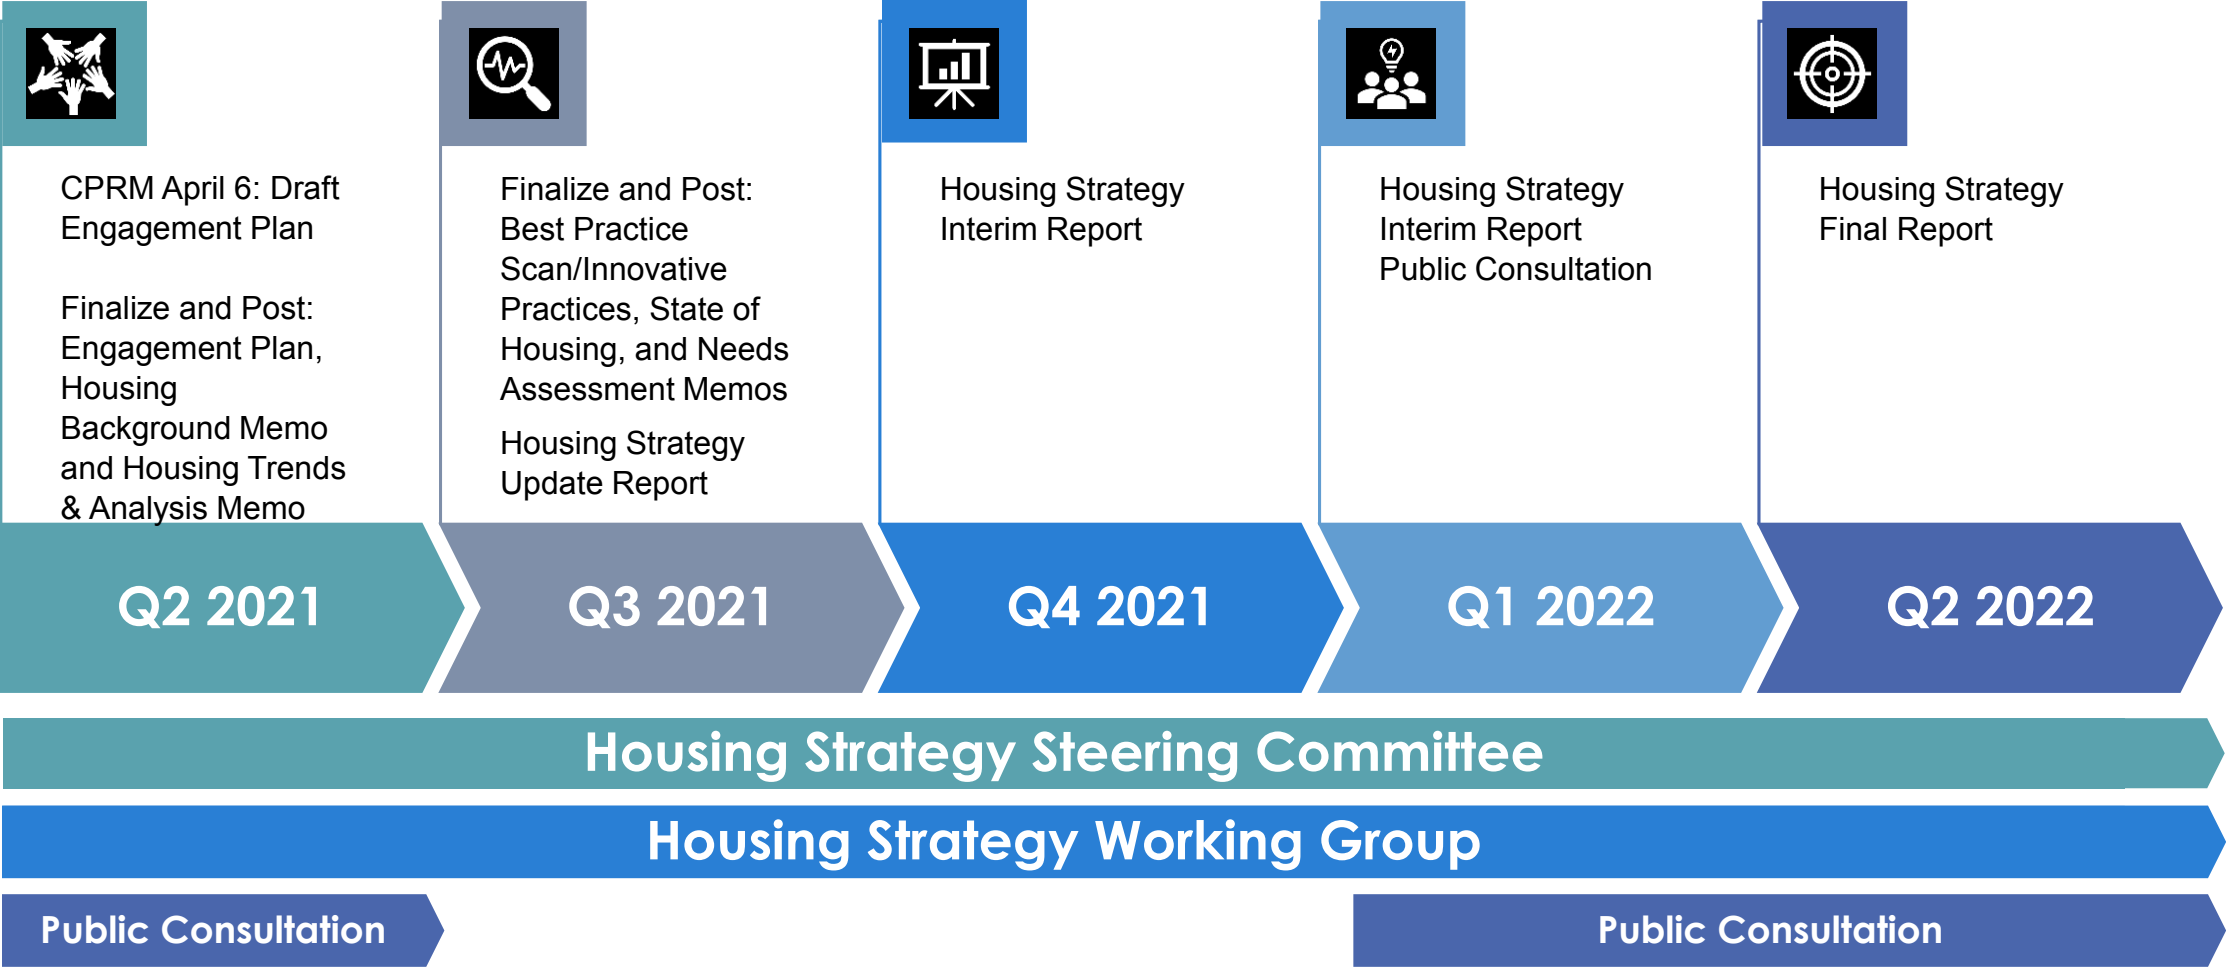 CPRM April 6: Draft
Engagement Plan
Finalize and Post:
Engagement Plan,
Housing
Background Memo
and Housing Trends
& Analysis Memo
Finalize and Post:
Best Practice
Scan/Innovative
Practices, State of
Housing, and Needs
Assessment Memos
Housing Strategy
Update Report
Housing Strategy
Interim Report
Housing Strategy
Interim Report
Public Consultation
Housing Strategy
Final Report
Q2 2021
Q3 2021
Q4 2021
Q1 2022
Q2 2022
Housing Strategy Steering Committee
Housing Strategy Working Group
Public Consultation
Public Consultation